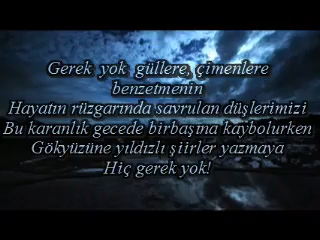 Gerek yok güllere, çimenlere
benzetmenin
Hayatın rüzgarında savrulan düşlerimizi
Bu karanlık gecede birbaşına kaybolurken
Gökyüzüne yıldızlı şiirler yazmaya
Hiç gerek yok!